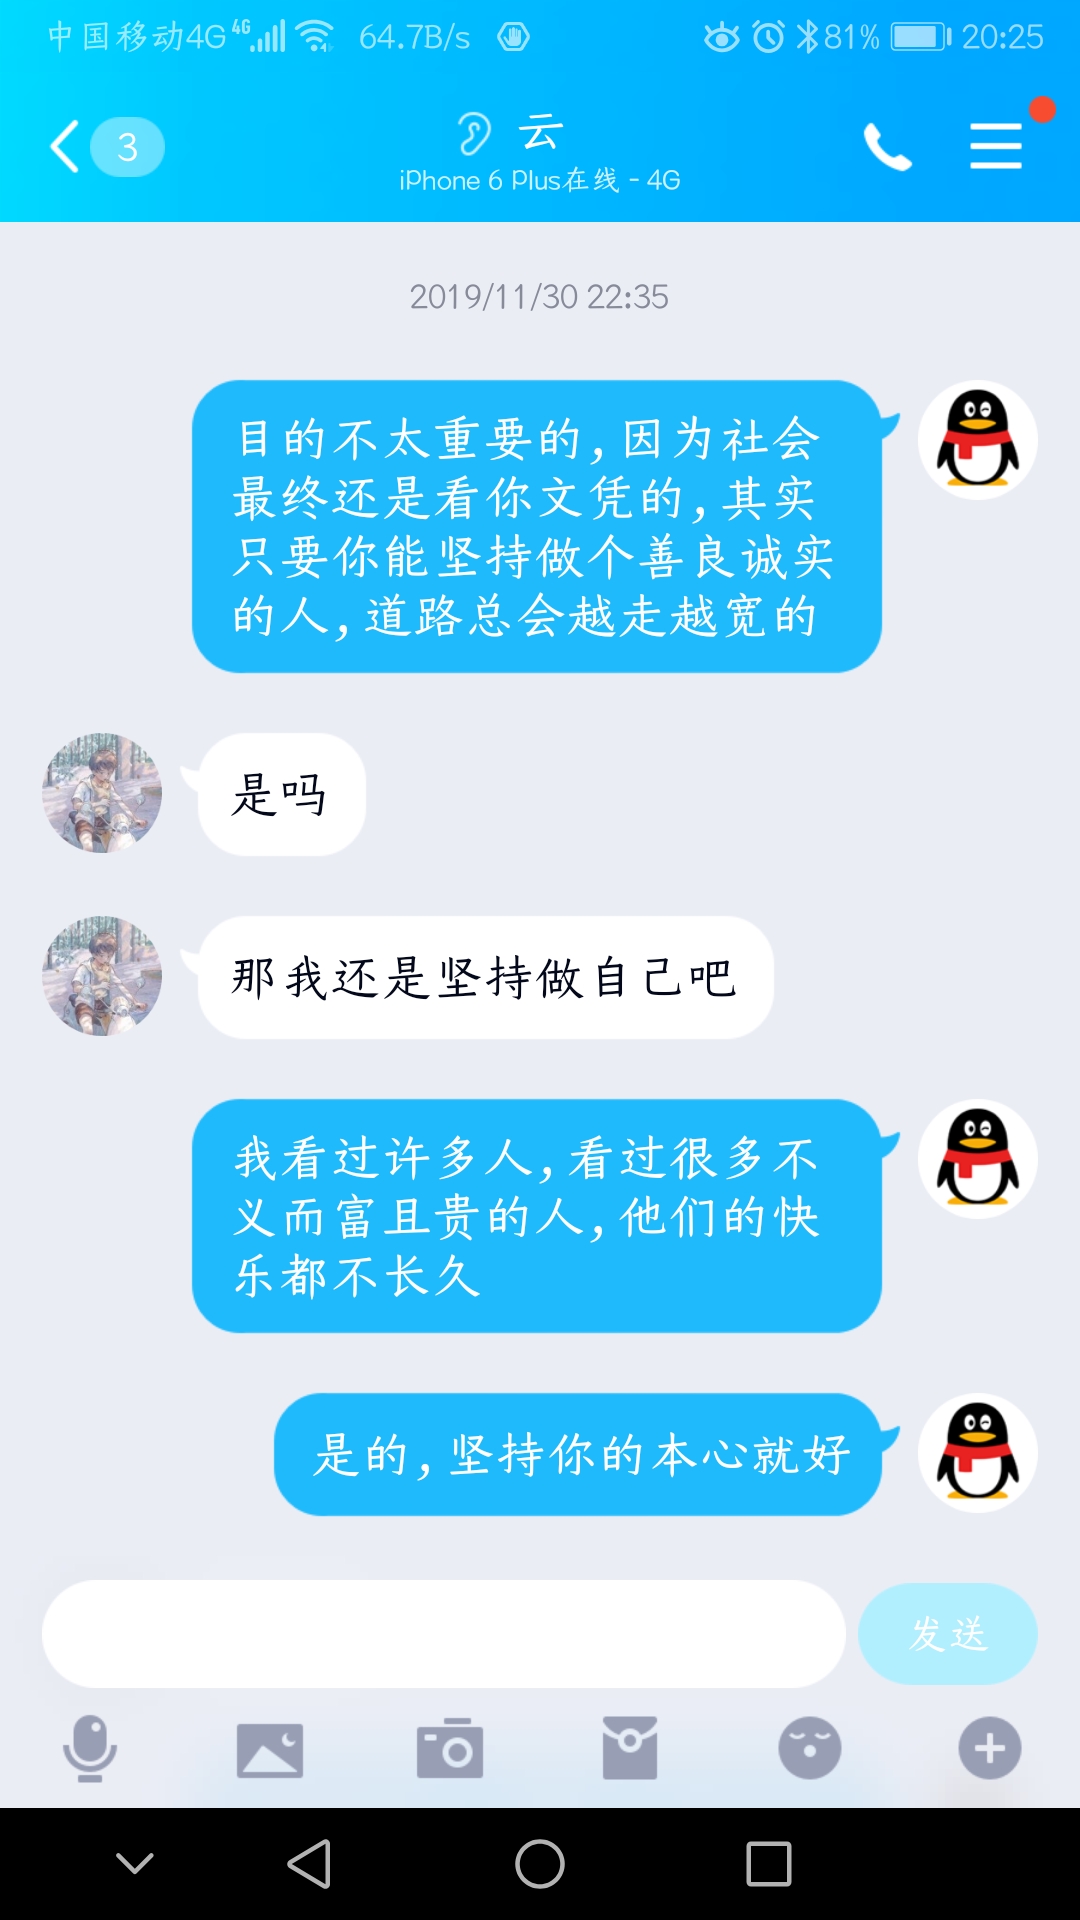 中国移动4G 4G 64.7B/s 81% 20:25
3
云
iPhone 6 Plus在线 - 4G
2019/11/30 22:35
目的不太重要的,因为社会
最终还是看你文凭的,其实
只要你能坚持做个善良诚实
的人,道路总会越走越宽的
是吗
那我还是坚持做自己吧
我看过许多人,看过很多不
义而富且贵的人,他们的快
乐都不长久
是的,坚持你的本心就好
发送